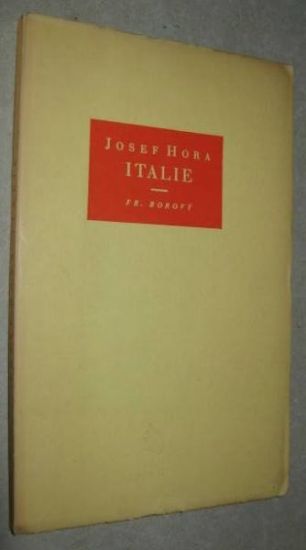 JOSEF HORA
ITALIE
FR. BOROVÝ